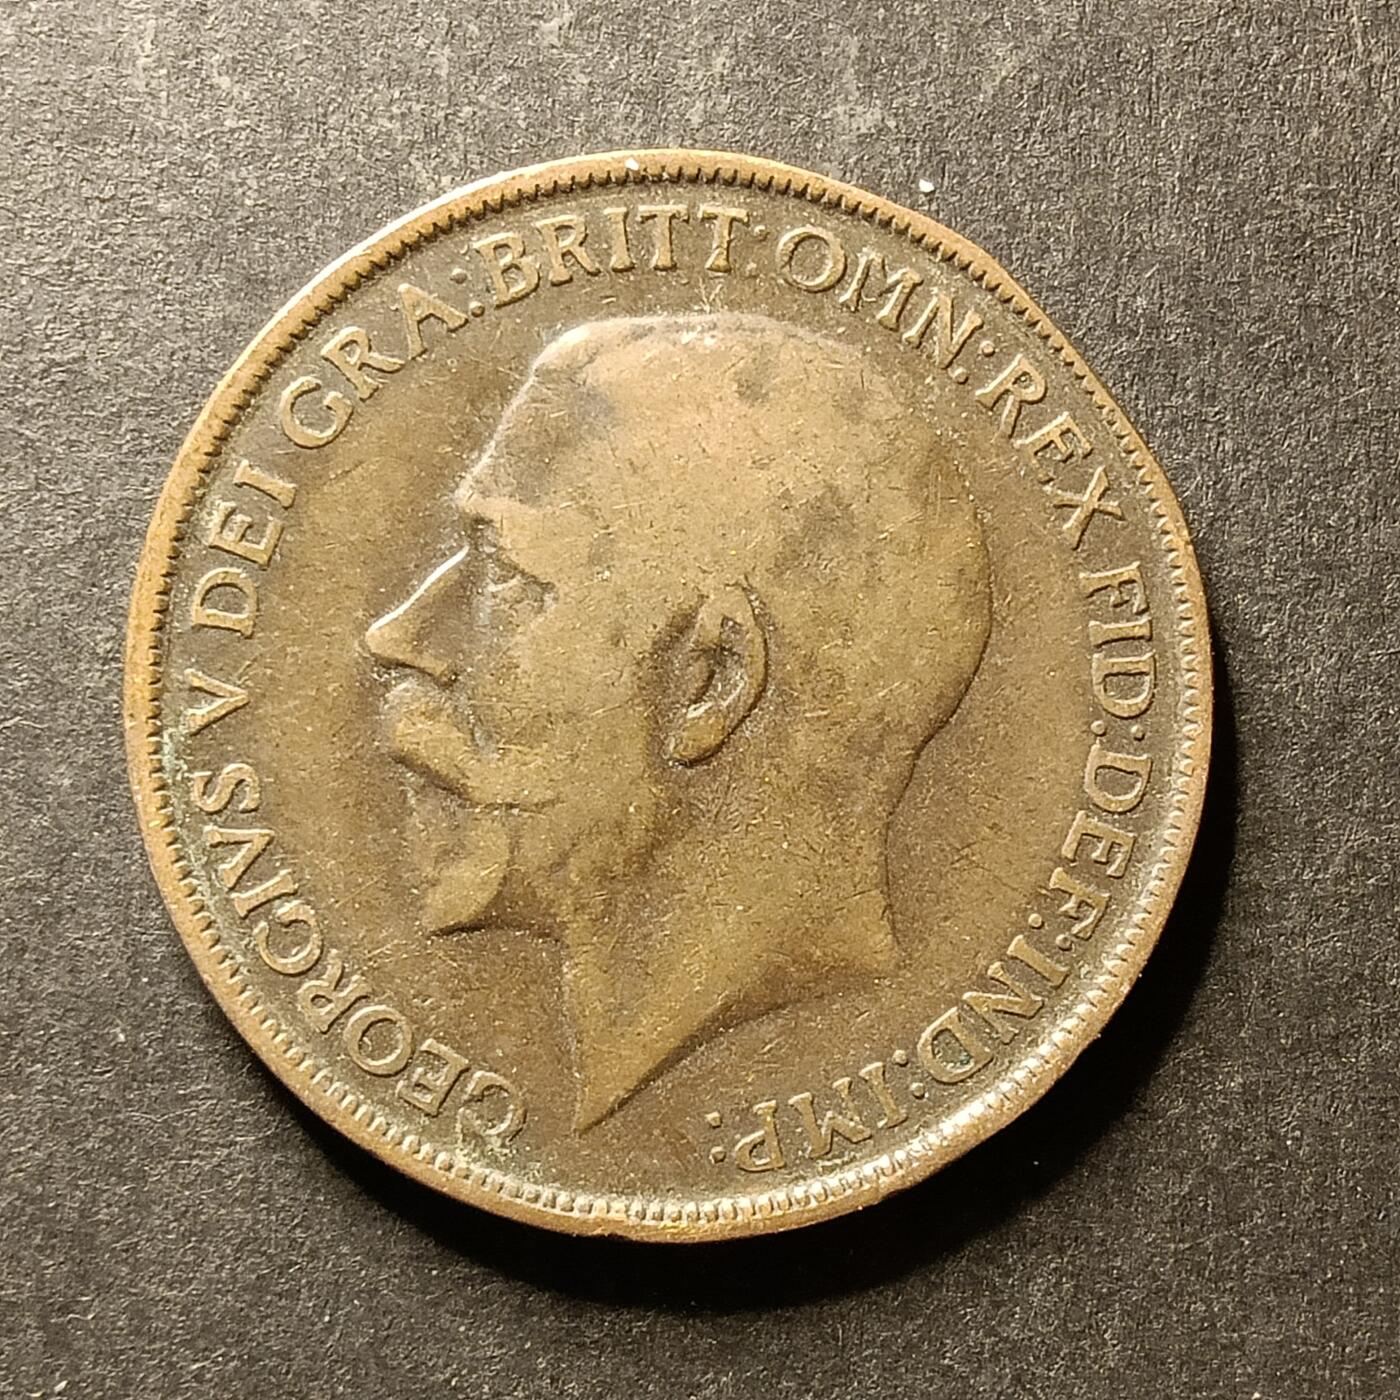 GEORGIVS V DEI GRA:BRITT:OMN:REX FID:DEF:IND:IMP: